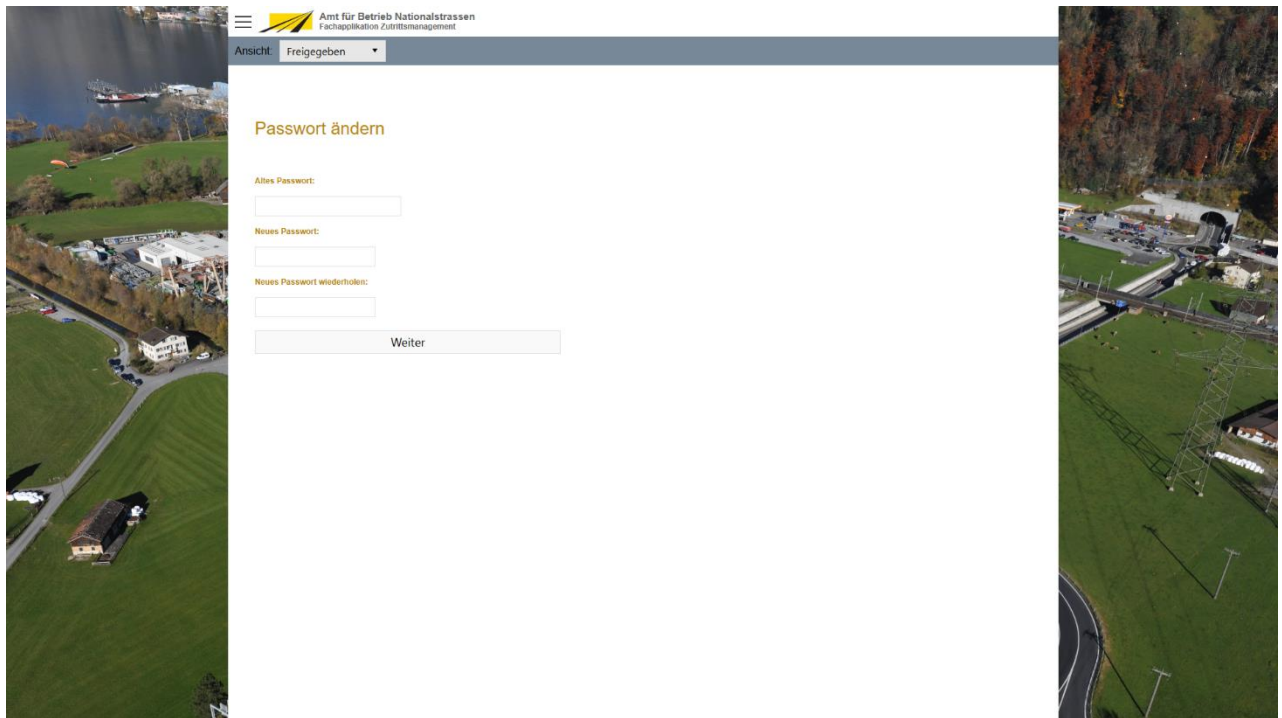 Amt für Betrieb Nationalstrassen
Fachapplikation Zutrittsmanagement
Ansicht: Freigegeben
Passwort ändern
Altes Passwort:
Neues Passwort:
Neues Passwort wiederholen:
Weiter